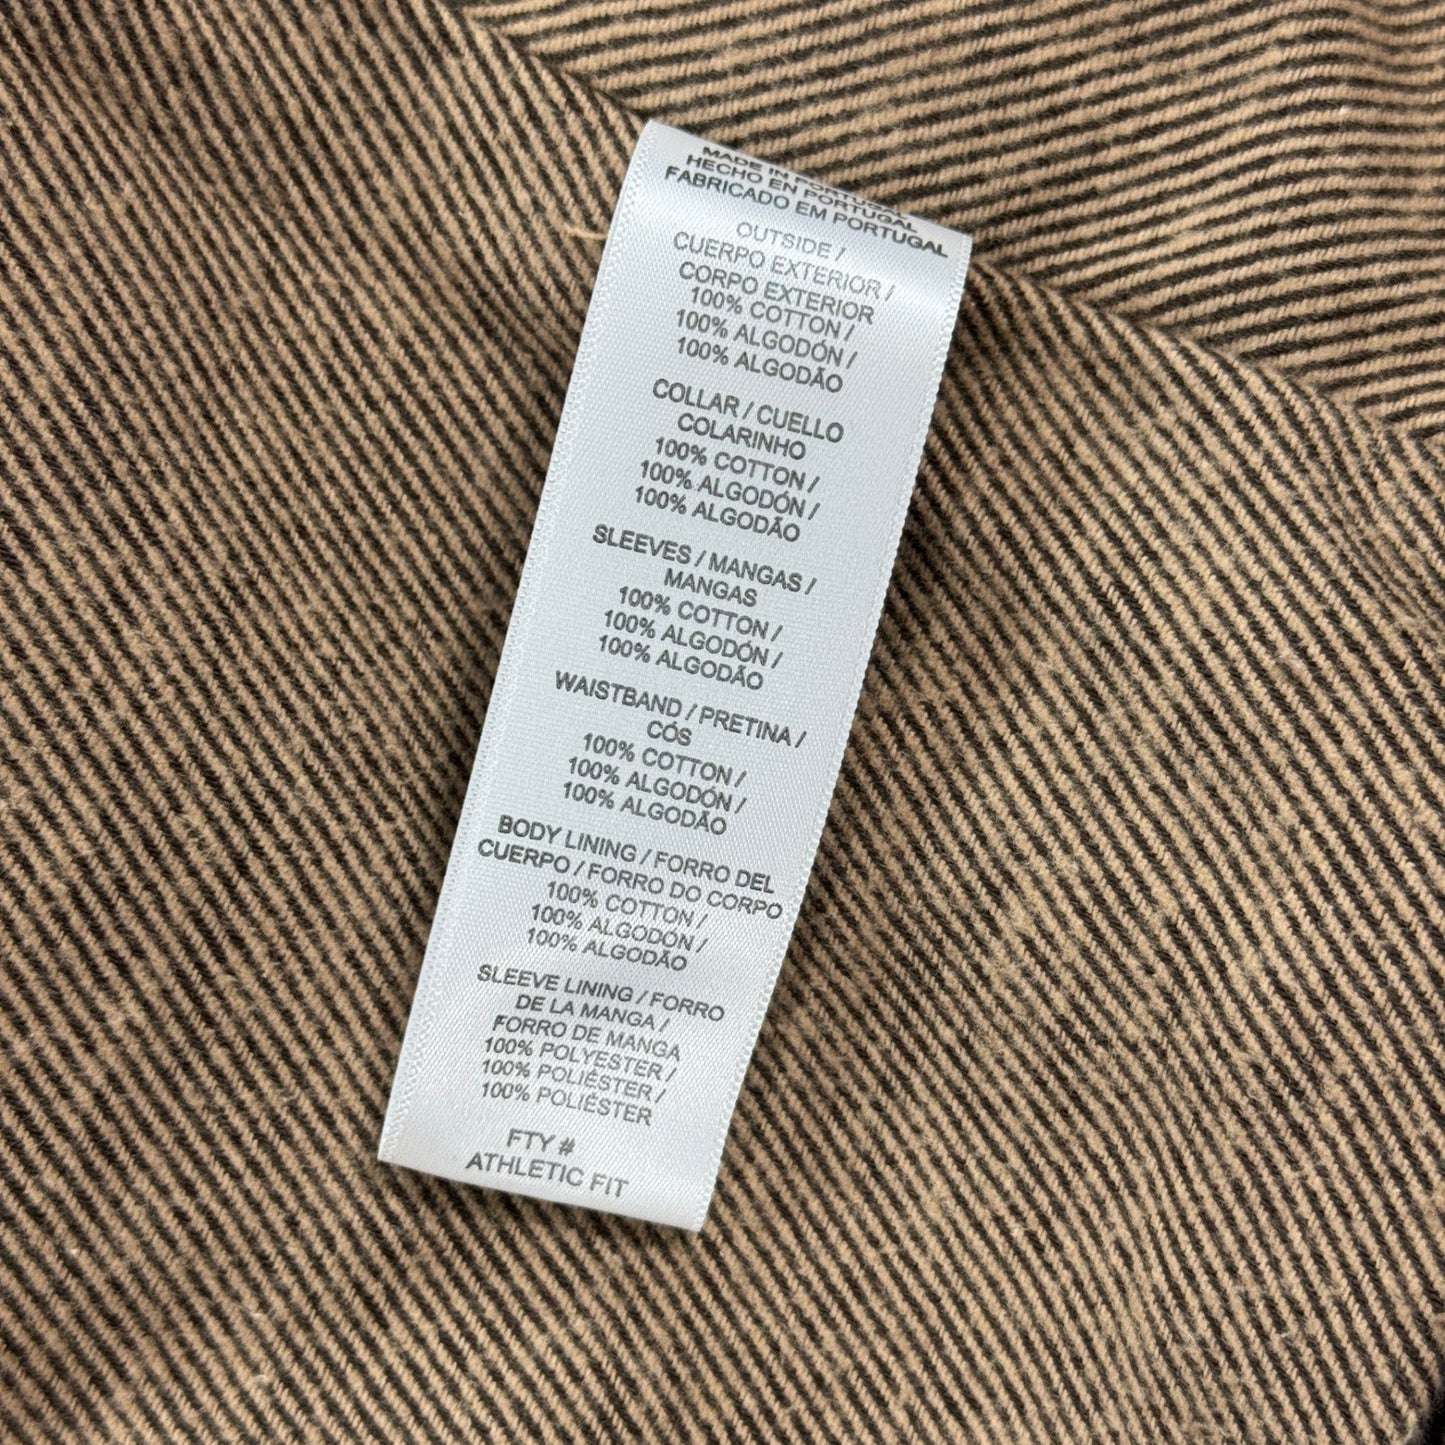 MADE IN PORTUGAL
HECHO EN PORTUGAL
FABRICADO EM PORTUGAL
OUTSIDE /
CUERPO EXTERIOR /
CORPO EXTERIOR
100% COTTON /
100% ALGODÓN /
100% ALGODÃO
COLLAR / CUELLO
COLARINHO
100% COTTON /
100% ALGODÓN /
100% ALGODÃO
SLEEVES / MANGAS /
MANGAS
100% COTTON /
100% ALGODÓN /
100% ALGODÃO
WAISTBAND / PRETINA /
CÓS
100% COTTON /
100% ALGODÓN /
100% ALGODÃO
BODY LINING / FORRO DEL
CUERPO / FORRO DO CORPO
100% COTTON /
100% ALGODÓN /
100% ALGODÃO
SLEEVE LINING / FORRO
DE LA MANGA /
FORRO DE MANGA
100% POLYESTER /
100% POLIÉSTER /
100% POLIÉSTER
FTY #
ATHLETIC FIT